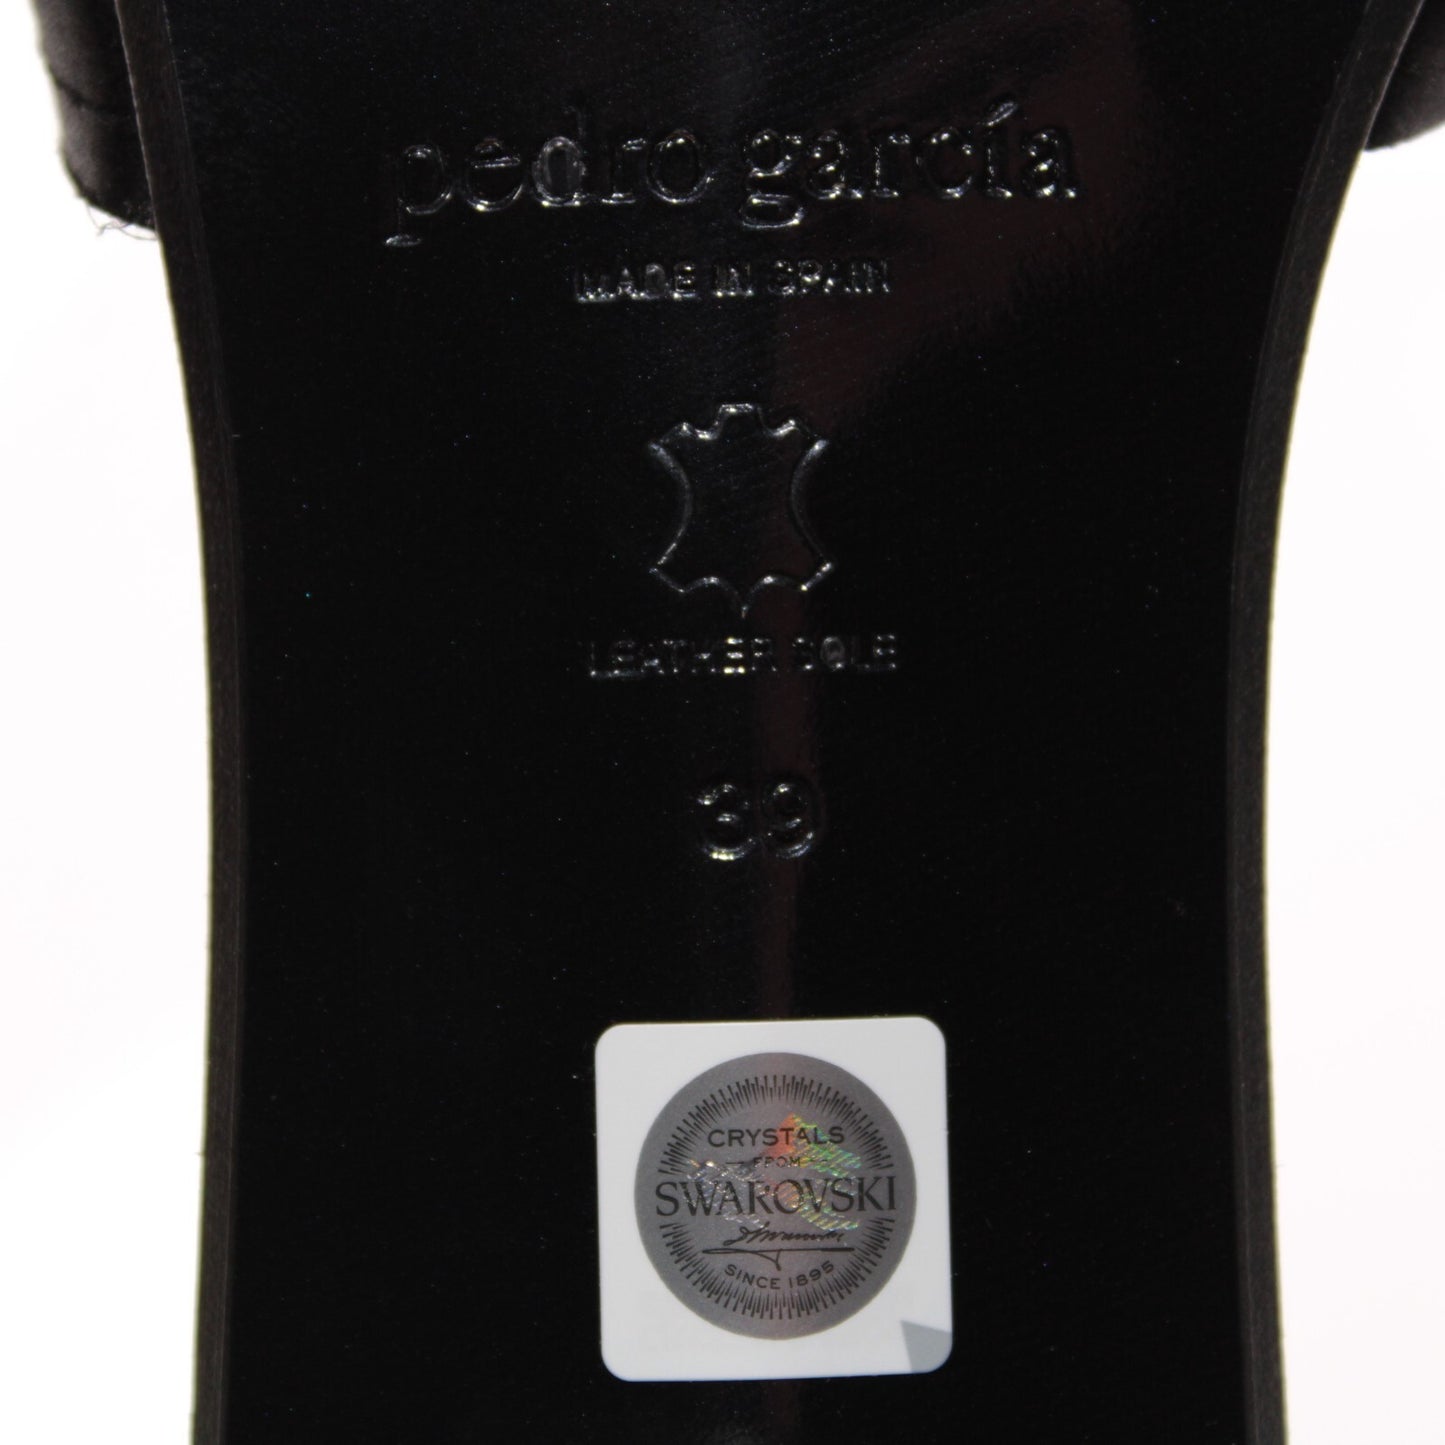 pedro garcía
MADE IN SPAIN
LEATHER SOLE
39
CRYSTALS
FROM
SWAROVSKI
SINCE 1895